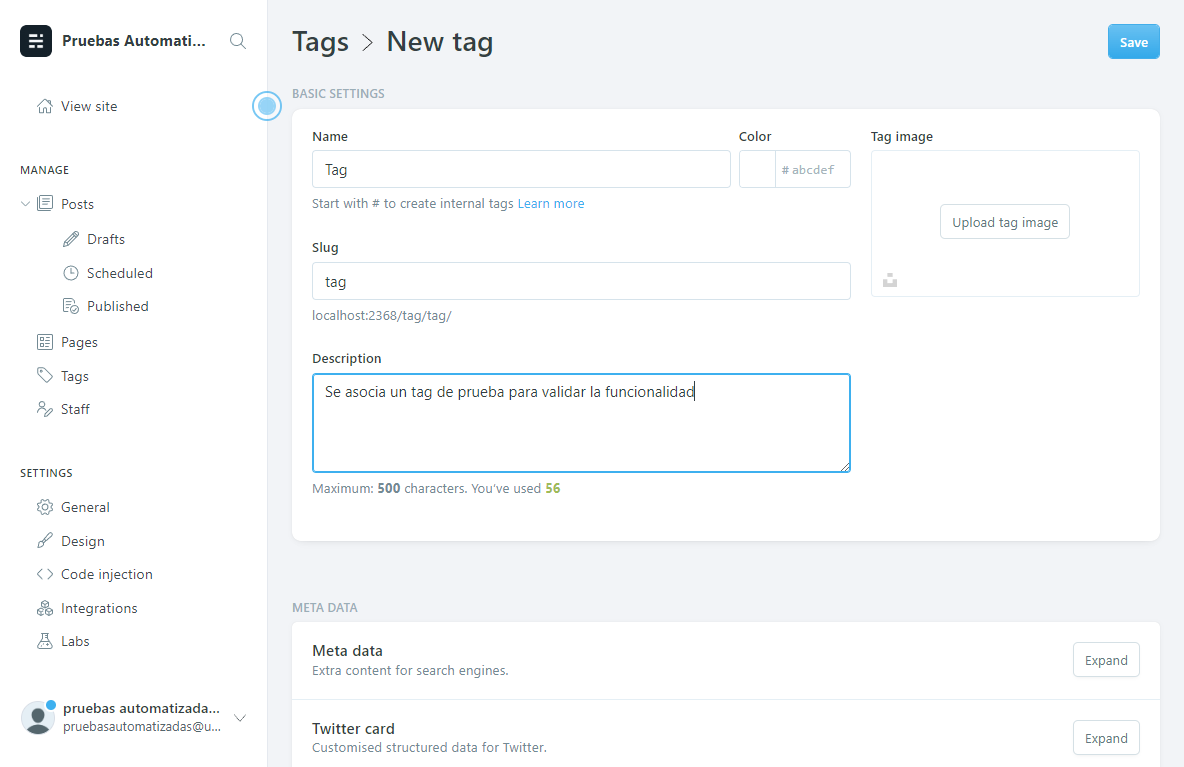 Pruebas Automati...
View site
MANAGE
Posts
Drafts
Scheduled
Published
Pages
Tags
Staff
SETTINGS
General
Design
Code injection
Integrations
Labs
pruebas automatizada...
pruebasautomatizadas@u...
Tags > New tag
Save
BASIC SETTINGS
Name
Tag
Start with # to create internal tags Learn more
Color
# abcdef
Slug
tag
localhost:2368/tag/tag/
Description
Se asocia un tag de prueba para validar la funcionalidad
Maximum: 500 characters. You've used 56
Tag image
Upload tag image
META DATA
Meta data
Extra content for search engines.
Expand
Twitter card
Customised structured data for Twitter.
Expand